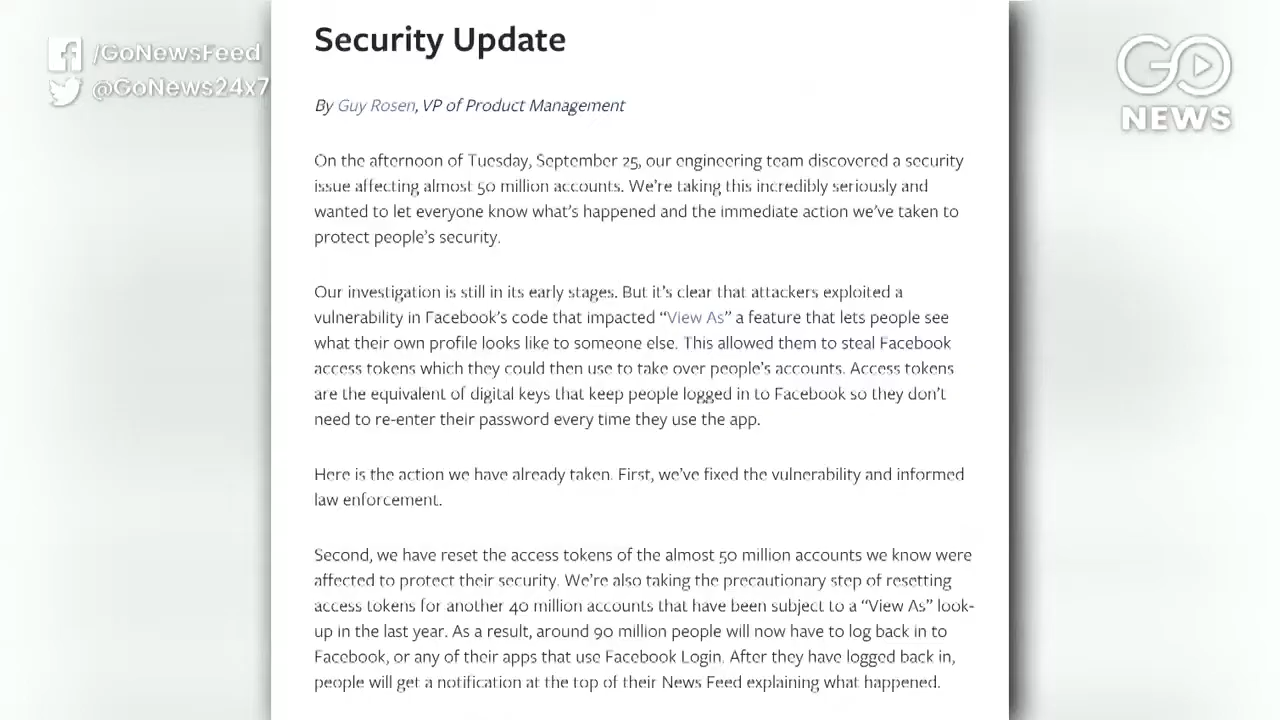 /GoNewsFeed
@GoNews24x7
GO
NEWS
Security Update
By Guy Rosen, VP of Product Management
On the afternoon of Tuesday, September 25, our engineering team discovered a security
issue affecting almost 50 million accounts. We’re taking this incredibly seriously and
wanted to let everyone know what’s happened and the immediate action we’ve taken to
protect people’s security.
Our investigation is still in its early stages. But it’s clear that attackers exploited a
vulnerability in Facebook’s code that impacted “View As” a feature that lets people see
what their own profile looks like to someone else. This allowed them to steal Facebook
access tokens which they could then use to take over people’s accounts. Access tokens
are the equivalent of digital keys that keep people logged in to Facebook so they don’t
need to re-enter their password every time they use the app.
Here is the action we have already taken. First, we’ve fixed the vulnerability and informed
law enforcement.
Second, we have reset the access tokens of the almost 50 million accounts we know were
affected to protect their security. We’re also taking the precautionary step of resetting
access tokens for another 40 million accounts that have been subject to a “View As” look-
up in the last year. As a result, around 90 million people will now have to log back in to
Facebook, or any of their apps that use Facebook Login. After they have logged back in,
people will get a notification at the top of their News Feed explaining what happened.